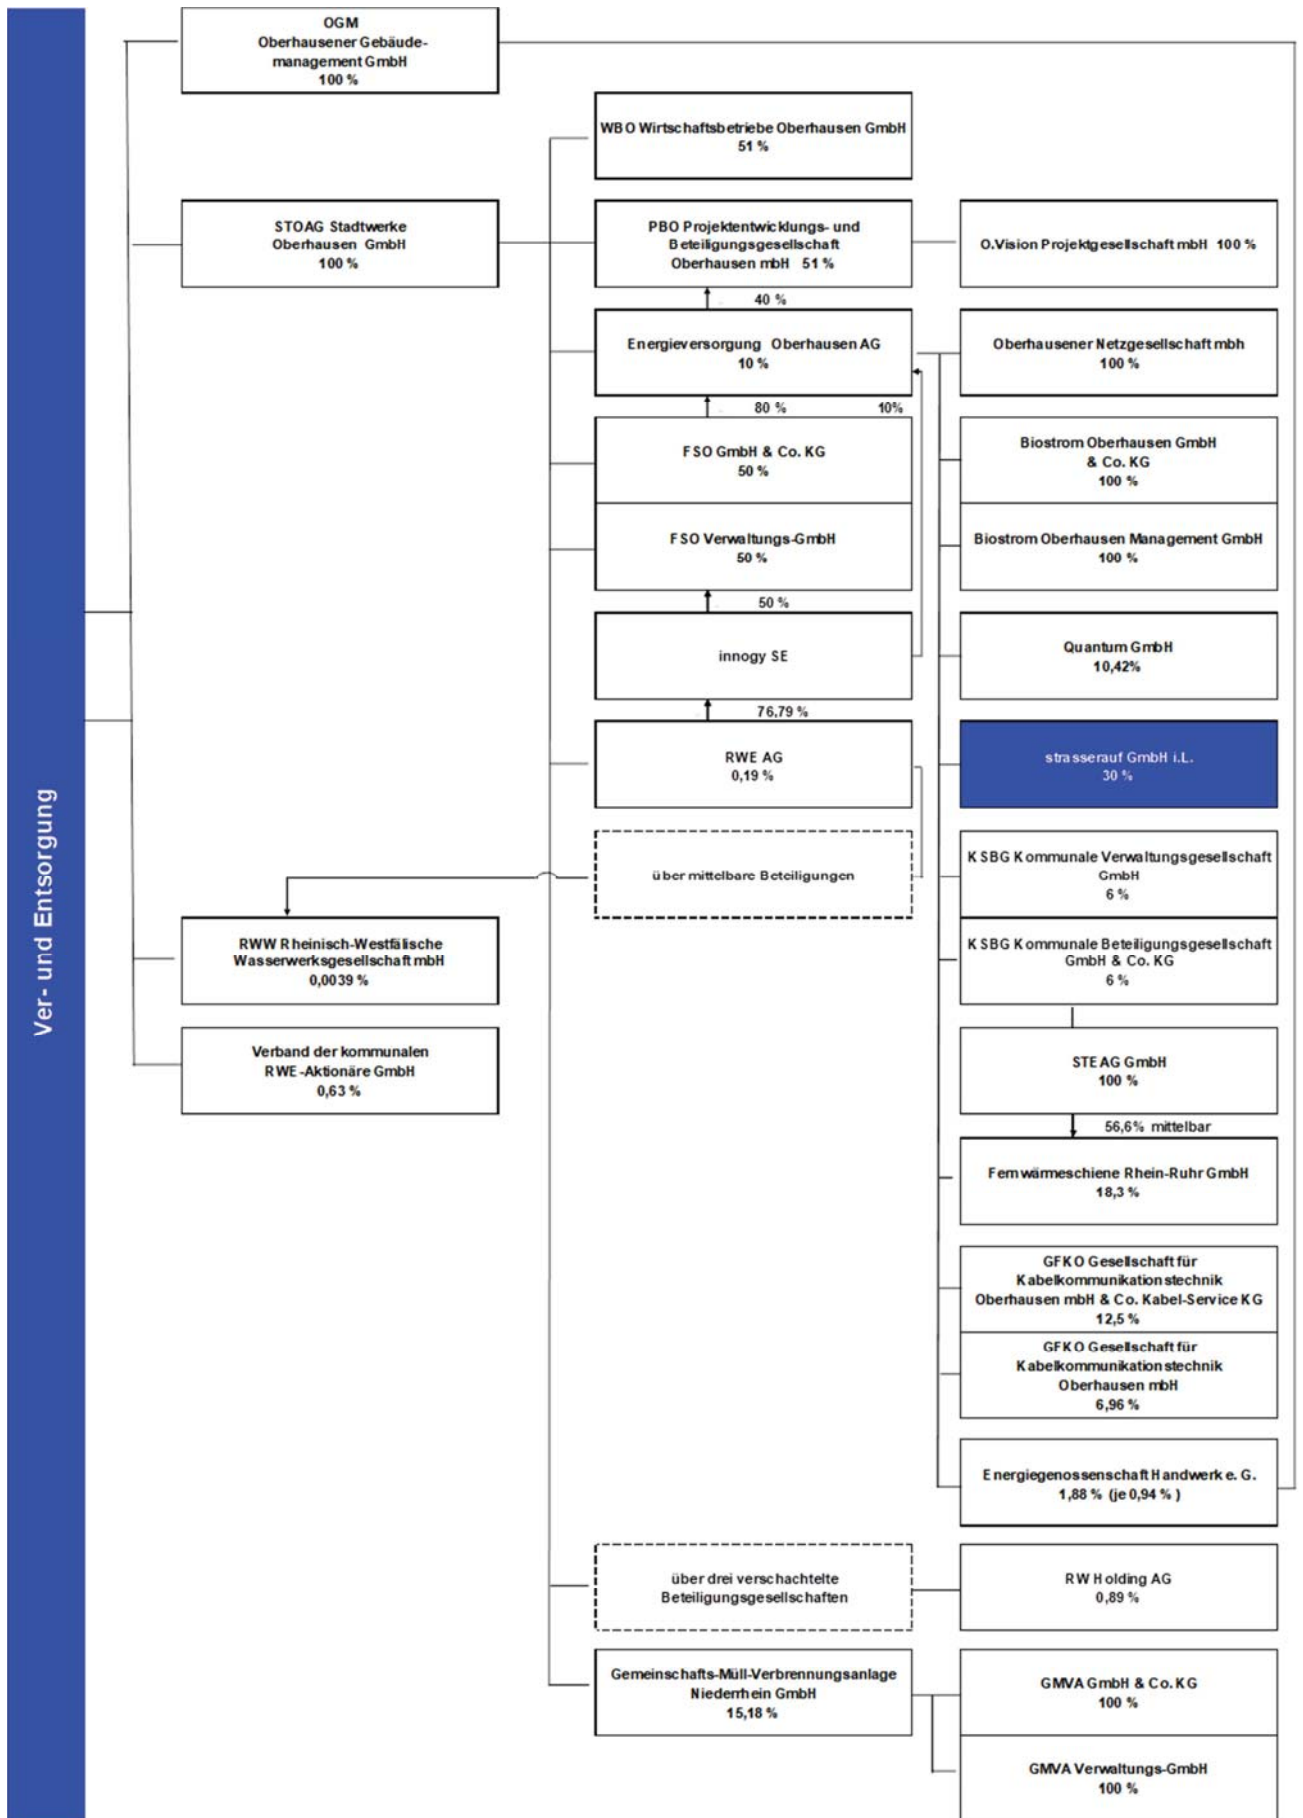 Ver- und Entsorgung
OGM
Oberhausener Gebäude-
management GmbH
100 %
WBO Wirtschaftsbetriebe Oberhausen GmbH
51 %
STOAG Stadtwerke
Oberhausen GmbH
100 %
PBO Projektentwicklungs- und
Beteiligungsgesellschaft
Oberhausen mbH 51 %
O.Vision Projektgesellschaft mbH 100 %
40 %
Energieversorgung Oberhausen AG
10 %
Oberhausener Netzgesellschaft mbh
100 %
80 %
10%
FSO GmbH & Co. KG
50 %
Biostrom Oberhausen GmbH
& Co. KG
100 %
FSO Verwaltungs-GmbH
50 %
Biostrom Oberhausen Management GmbH
100 %
50 %
innogy SE
Quantum GmbH
10,42%
76,79 %
RWE AG
0,19 %
strasserauf GmbH i.L.
30 %
über mittelbare Beteiligungen
KSBG Kommunale Verwaltungsgesellschaft
GmbH
6 %
RWW Rheinisch-Westfälische
Wasserwerksgesellschaft mbH
0,0039 %
KSBG Kommunale Beteiligungsgesellschaft
GmbH & Co. KG
6 %
Verband der kommunalen
RWE-Aktionäre GmbH
0,63 %
STEAG GmbH
100 %
56,6% mittelbar
Fernwärmeschiene Rhein-Ruhr GmbH
18,3 %
GFKO Gesellschaft für
Kabelkommunikationstechnik
Oberhausen mbH & Co. Kabel-Service KG
12,5 %
GFKO Gesellschaft für
Kabelkommunikationstechnik
Oberhausen mbH
6,96 %
Energiegenossenschaft Handwerk e. G.
1,88 % (je 0,94 % )
über drei verschachtelte
Beteiligungsgesellschaften
RW Holding AG
0,89 %
Gemeinschafts-Müll-Verbrennungsanlage
Niederrhein GmbH
15,18 %
GMVA GmbH & Co. KG
100 %
GMVA Verwaltungs-GmbH
100 %